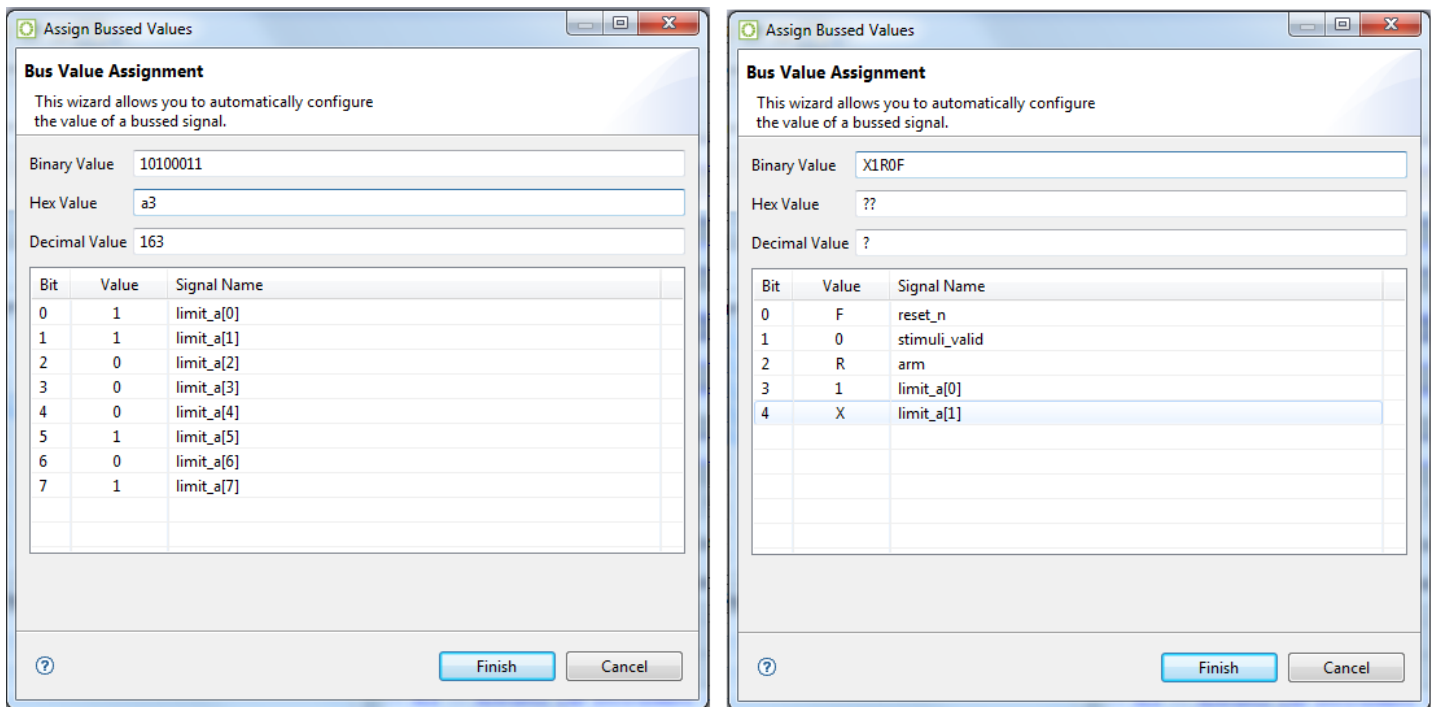 Assign Bussed Values
Bus Value Assignment
This wizard allows you to automatically configure
the value of a bussed signal.
Binary Value 10100011
Hex Value a3
Decimal Value 163
Bit Value Signal Name
0 1 limit_a[0]
1 1 limit_a[1]
2 0 limit_a[2]
3 0 limit_a[3]
4 0 limit_a[4]
5 1 limit_a[5]
6 0 limit_a[6]
7 1 limit_a[7]
Finish Cancel
Assign Bussed Values
Bus Value Assignment
This wizard allows you to automatically configure
the value of a bussed signal.
Binary Value X1R0F
Hex Value ??
Decimal Value ?
Bit Value Signal Name
0 F reset_n
1 0 stimuli_valid
2 R arm
3 1 limit_a[0]
4 X limit_a[1]
Finish Cancel